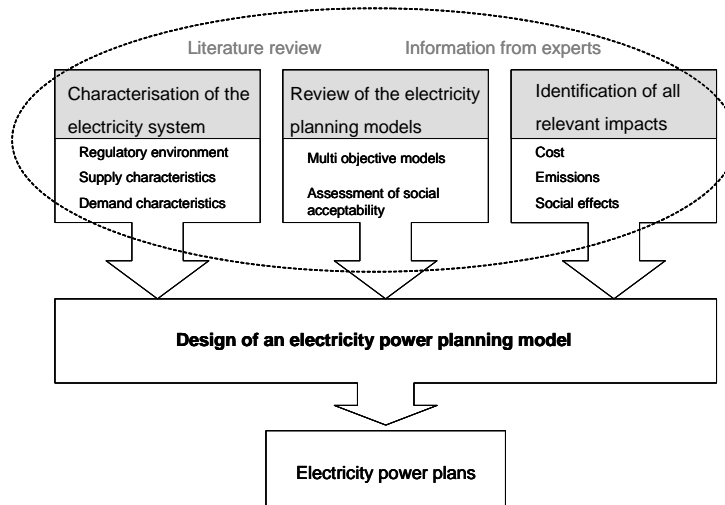 Literature review
Information from experts
Characterisation of the
electricity system
Regulatory environment
Supply characteristics
Demand characteristics
Review of the electricity
planning models
Multi objective models
Assessment of social
acceptability
Identification of all
relevant impacts
Cost
Emissions
Social effects
Design of an electricity power planning model
Electricity power plans